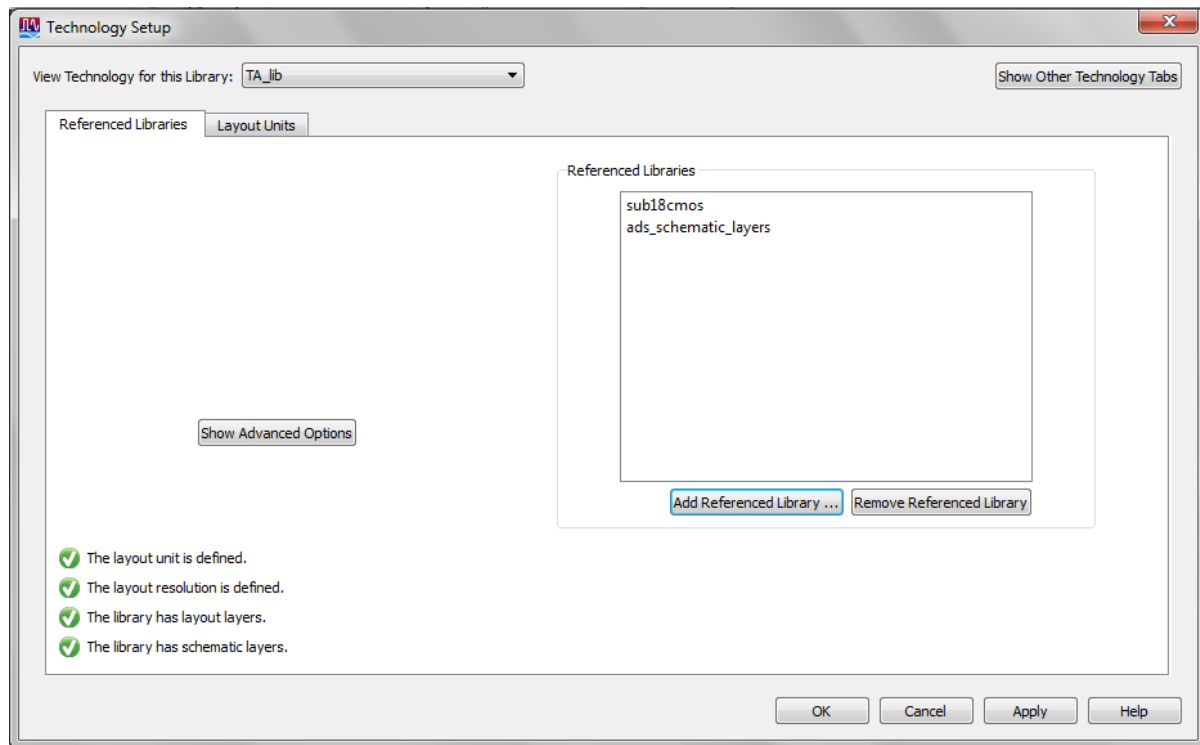 Technology Setup
View Technology for this Library: TA_lib
Show Other Technology Tabs
Referenced Libraries
Layout Units
Referenced Libraries
sub18cmos
ads_schematic_layers
Show Advanced Options
Add Referenced Library ...
Remove Referenced Library
The layout unit is defined.
The layout resolution is defined.
The library has layout layers.
The library has schematic layers.
OK
Cancel
Apply
Help